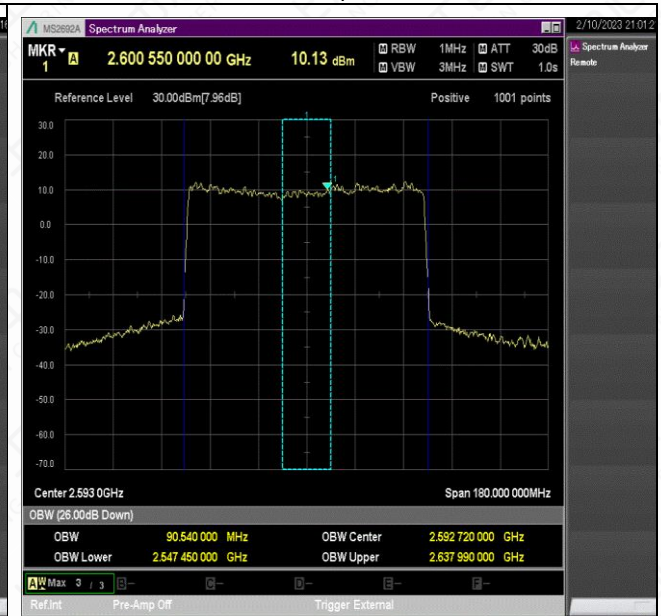 MS2692A Spectrum Analyzer
2/10/2023 21:01:2
MKR 1 A 2.600 550 000 00 GHz 10.13 dBm
M RBW 1MHz M ATT 30dB
M VBW 3MHz M SWT 1.0s
Spectrum Analyzer
Remote
Reference Level 30.00dBm[7.96dB] Positive 1001 points
30.0
20.0
10.0
0.0
-10.0
-20.0
-30.0
-40.0
-50.0
-60.0
-70.0
1
Center 2.593 0GHz Span 180.000 000MHz
OBW (26.00dB Down)
OBW 90.540 000 MHz OBW Center 2.592 720 000 GHz
OBW Lower 2.547 450 000 GHz OBW Upper 2.637 990 000 GHz
A W Max 3 / 3 B- C- D- E- F-
Ref.Int Pre-Amp Off Trigger External